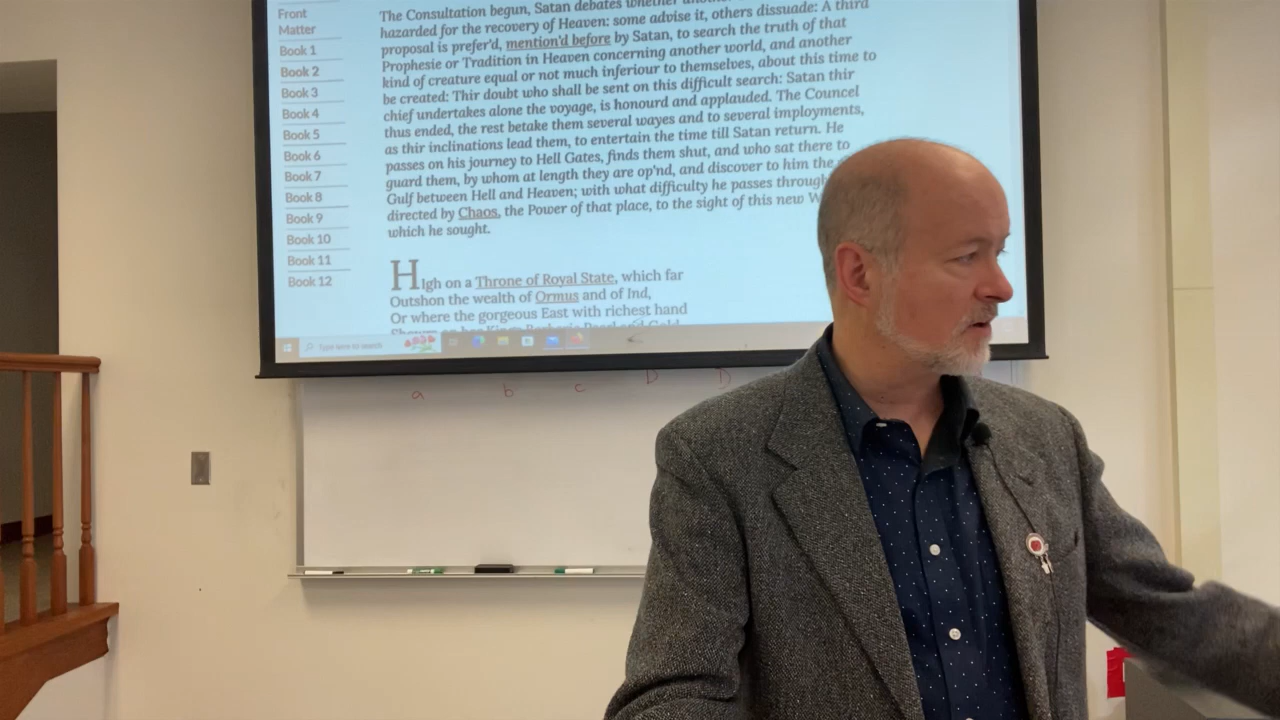 Front
Matter
Book 1
Book 2
Book 3
Book 4
Book 5
Book 6
Book 7
Book 8
Book 9
Book 10
Book 11
Book 12
The Consultation begun, Satan debates whether
hazarded for the recovery of Heaven: some advise it, others dissuade: A third
proposal is prefer'd, mention'd before by Satan, to search the truth of that
Prophesie or Tradition in Heaven concerning another world, and another
kind of creature equal or not much inferiour to themselves, about this time to
be created: Thir doubt who shall be sent on this difficult search: Satan thir
chief undertakes alone the voyage, is honourd and applauded. The Councel
thus ended, the rest betake them several wayes and to several imployments,
as thir inclinations lead them, to entertain the time till Satan return. He
passes on his journey to Hell Gates, finds them shut, and who sat there to
guard them, by whom at length they are op'nd, and discover to him the
Gulf between Hell and Heaven; with what difficulty he passes through
directed by Chaos, the Power of that place, to the sight of this new
which he sought.
HIgh on a Throne of Royal State, which far
Outshon the wealth of Ormus and of Ind,
Or where the gorgeous East with richest hand
Type here to search
a b c D D